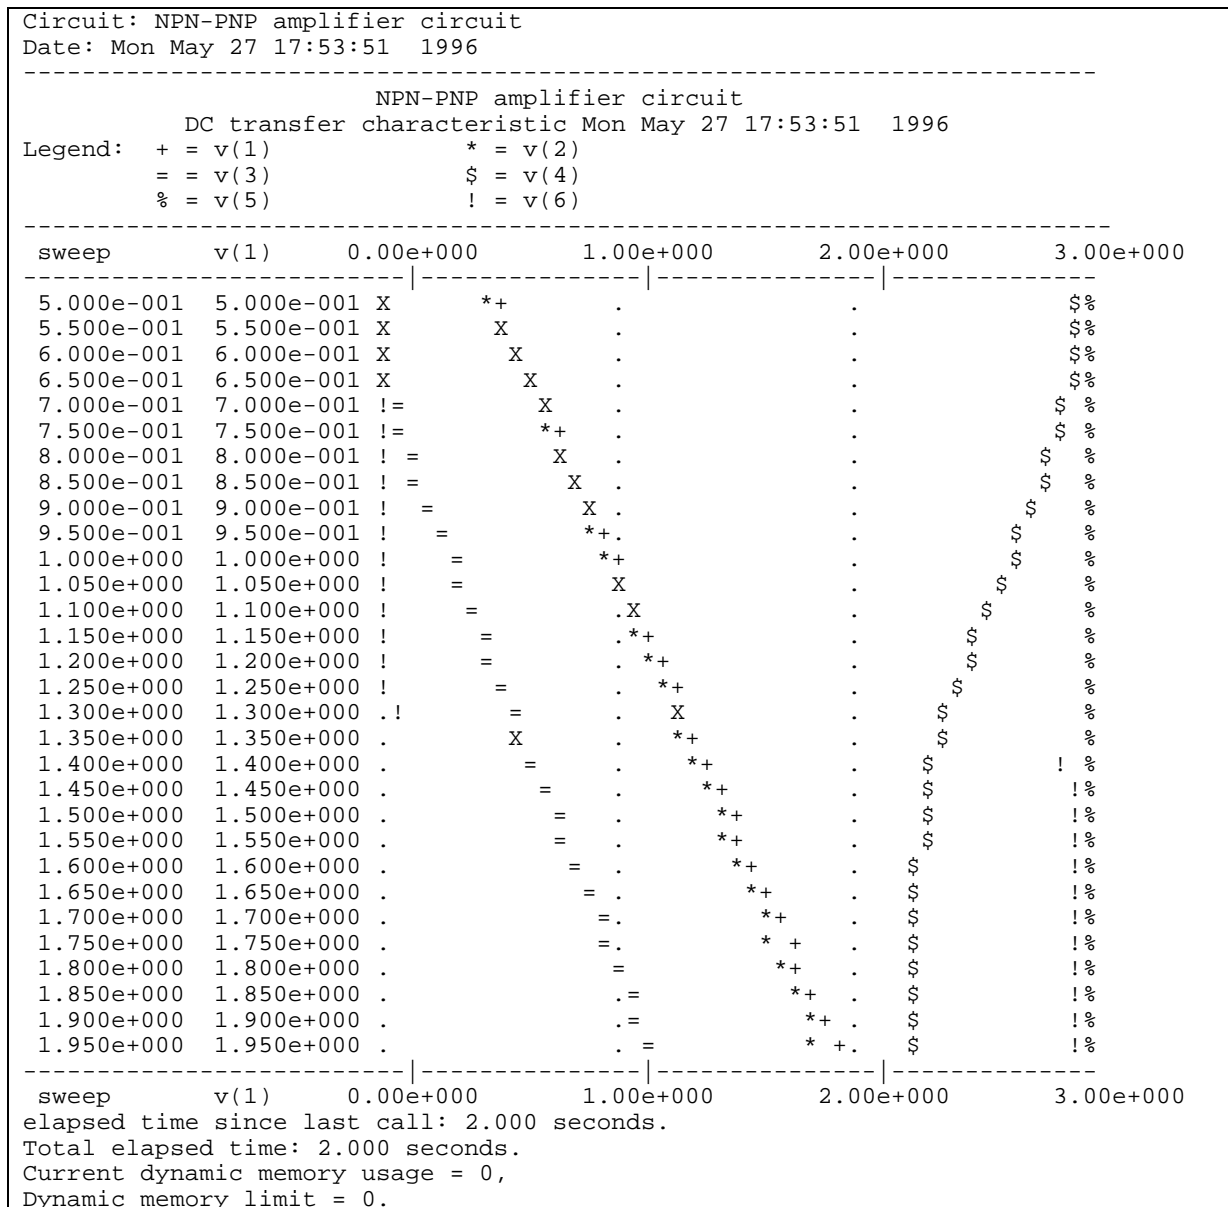 Circuit: NPN-PNP amplifier circuit
Date: Mon May 27 17:53:51  1996
-------------------------------------------------------------------------
                        NPN-PNP amplifier circuit
           DC transfer characteristic Mon May 27 17:53:51  1996
Legend:  + = v(1)             * = v(2)
         = = v(3)             $ = v(4)
         % = v(5)             ! = v(6)
--------------------------------------------------------------------------
 sweep       v(1)     0.00e+000       1.00e+000       2.00e+000       3.00e+000
--------------------------|---------------|---------------|--------------
 5.000e-001  5.000e-001 X      *+       .               .              $%
 5.500e-001  5.500e-001 X       X       .               .              $%
 6.000e-001  6.000e-001 X        X      .               .              $%
 6.500e-001  6.500e-001 X         X     .               .              $%
 7.000e-001  7.000e-001 !=         X    .               .             $ %
 7.500e-001  7.500e-001 !=         *+   .               .             $ %
 8.000e-001  8.000e-001 ! =         X   .               .            $  %
 8.500e-001  8.500e-001 ! =          X  .               .            $  %
 9.000e-001  9.000e-001 !  =          X .               .           $   %
 9.500e-001  9.500e-001 !   =         *+.               .          $    %
 1.000e+000  1.000e+000 !    =         *+               .          $    %
 1.050e+000  1.050e+000 !    =          X               .         $     %
 1.100e+000  1.100e+000 !     =         .X              .        $      %
 1.150e+000  1.150e+000 !      =        .*+             .       $       %
 1.200e+000  1.200e+000 !      =        . *+            .       $       %
 1.250e+000  1.250e+000 !       =       .  *+           .      $        %
 1.300e+000  1.300e+000 .!       =      .   X           .     $         %
 1.350e+000  1.350e+000 .        X      .   *+          .     $         %
 1.400e+000  1.400e+000 .         =     .    *+         .    $        ! %
 1.450e+000  1.450e+000 .          =    .     *+        .    $         !%
 1.500e+000  1.500e+000 .           =   .      *+       .    $         !%
 1.550e+000  1.550e+000 .           =   .      *+       .    $         !%
 1.600e+000  1.600e+000 .            =  .       *+      .   $          !%
 1.650e+000  1.650e+000 .             = .        *+     .   $          !%
 1.700e+000  1.700e+000 .              =.         *+    .   $          !%
 1.750e+000  1.750e+000 .              =.         * +   .   $          !%
 1.800e+000  1.800e+000 .               =          *+   .   $          !%
 1.850e+000  1.850e+000 .               .=          *+  .   $          !%
 1.900e+000  1.900e+000 .               .=           *+ .   $          !%
 1.950e+000  1.950e+000 .               . =          * +.   $          !%
--------------------------|---------------|---------------|--------------
 sweep       v(1)     0.00e+000       1.00e+000       2.00e+000       3.00e+000
elapsed time since last call: 2.000 seconds.
Total elapsed time: 2.000 seconds.
Current dynamic memory usage = 0,
Dynamic memory limit = 0.